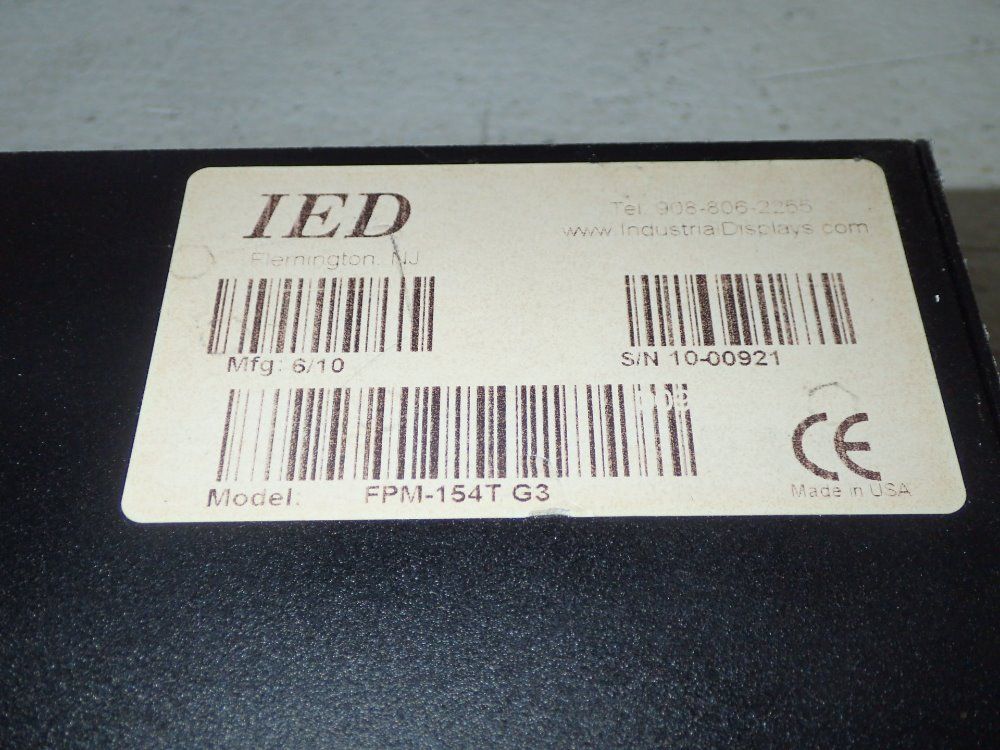 IED
Flemington, NJ
Tel: 908-806-2265
www.IndustrialDisplays.com
Mfg: 6/10
S/N 10-00921
Model: FPM-154T G3
CE
Made in USA